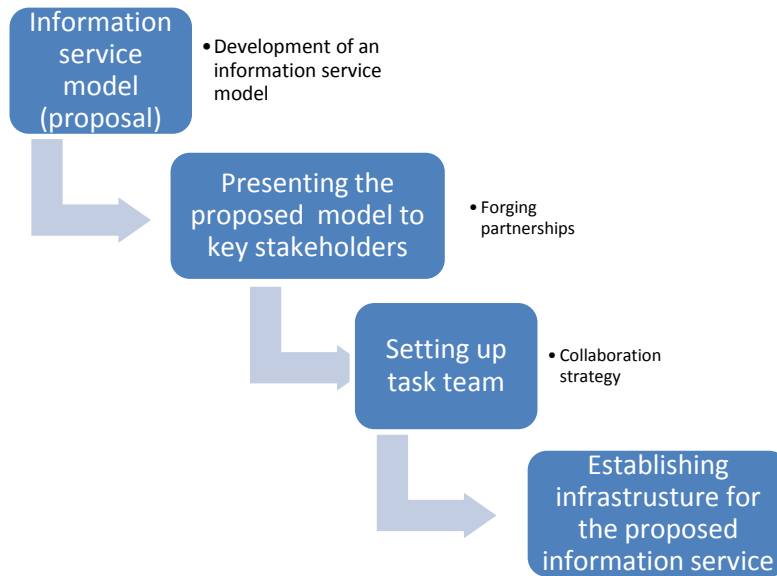 Information
service
model
(proposal)
•Development of an
information service
model
Presenting the
proposed model to
key stakeholders
•Forging
partnerships
Setting up
task team
•Collaboration
strategy
Establishing
infrastrusture for
the proposed
information service